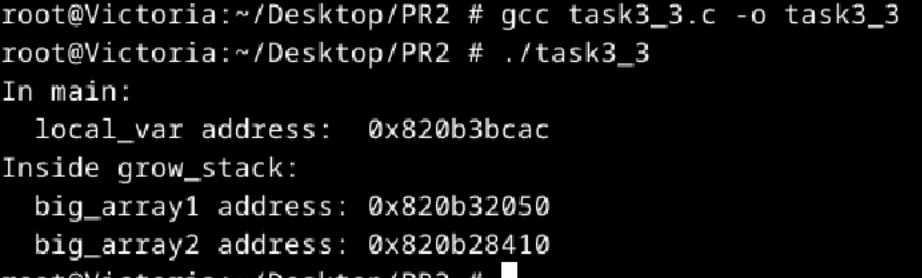 root@Victoria:~/Desktop/PR2 # gcc task3_3.c -o task3_3
root@Victoria:~/Desktop/PR2 # ./task3_3
In main:
  local_var address:  0x820b3bcac
Inside grow_stack:
  big_array1 address: 0x820b32050
  big_array2 address: 0x820b28410
root@Victoria:~/Desktop/PR2 #